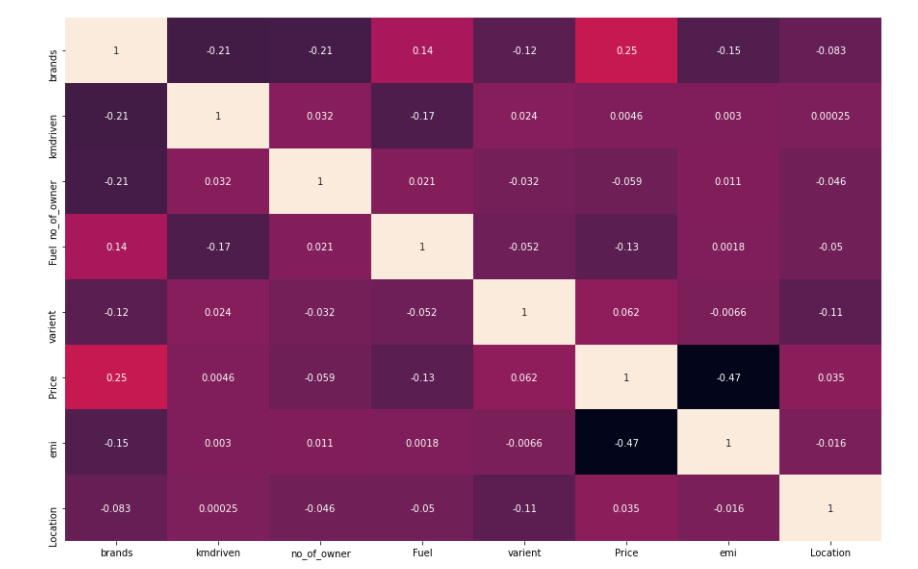 brands 1 -0.21 -0.21 0.14 -0.12 0.25 -0.15 -0.083
kmdriven -0.21 1 0.032 -0.17 0.024 0.0046 0.003 0.00025
no_of_owner -0.21 0.032 1 0.021 -0.032 -0.059 0.011 -0.046
Fuel 0.14 -0.17 0.021 1 -0.052 -0.13 0.0018 -0.05
varient -0.12 0.024 -0.032 -0.052 1 0.062 -0.0066 -0.11
Price 0.25 0.0046 -0.059 -0.13 0.062 1 -0.47 0.035
emi -0.15 0.003 0.011 0.0018 -0.0066 -0.47 1 -0.016
Location -0.083 0.00025 -0.046 -0.05 -0.11 0.035 -0.016 1
brands kmdriven no_of_owner Fuel varient Price emi Location